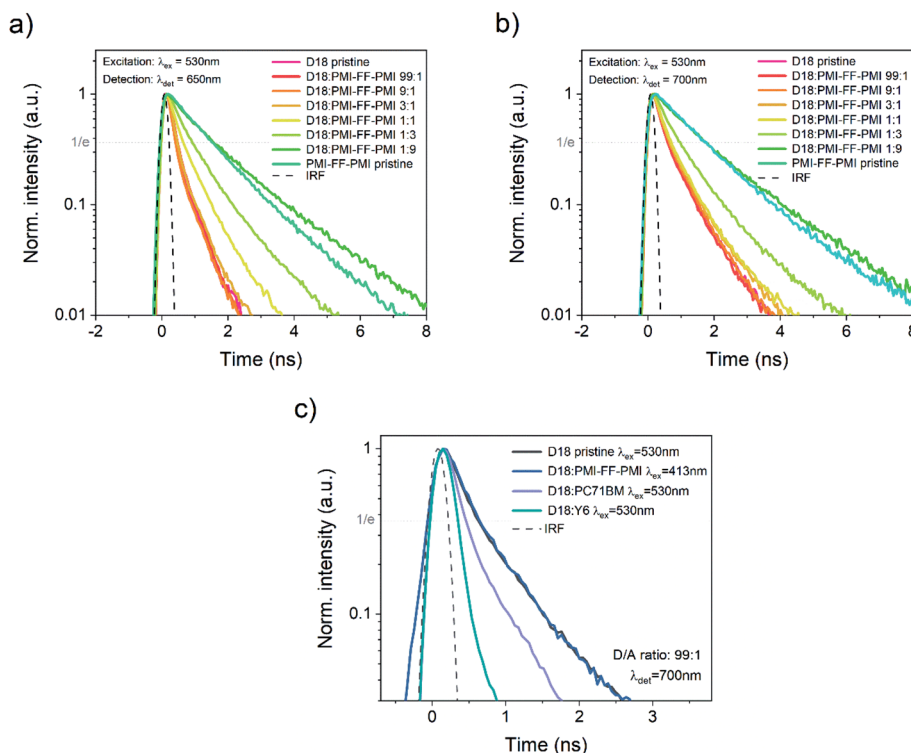 a)
Excitation: λex = 530nm
Detection: λdet = 650nm
D18 pristine
D18:PMI-FF-PMI 99:1
D18:PMI-FF-PMI 9:1
D18:PMI-FF-PMI 3:1
D18:PMI-FF-PMI 1:1
D18:PMI-FF-PMI 1:3
D18:PMI-FF-PMI 1:9
PMI-FF-PMI pristine
IRF
1
1/e
0.1
0.01
Norm. intensity (a.u.)
-2 0 2 4 6 8
Time (ns)
b)
Excitation: λex = 530nm
Detection: λdet = 700nm
D18 pristine
D18:PMI-FF-PMI 99:1
D18:PMI-FF-PMI 9:1
D18:PMI-FF-PMI 3:1
D18:PMI-FF-PMI 1:1
D18:PMI-FF-PMI 1:3
D18:PMI-FF-PMI 1:9
PMI-FF-PMI pristine
IRF
1
1/e
0.1
0.01
Norm. intensity (a.u.)
-2 0 2 4 6 8
Time (ns)
c)
D18 pristine λex=530nm
D18:PMI-FF-PMI λex=413nm
D18:PC71BM λex=530nm
D18:Y6 λex=530nm
IRF
1
1/e
0.1
Norm. intensity (a.u.)
D/A ratio: 99:1
λdet=700nm
0 1 2 3
Time (ns)